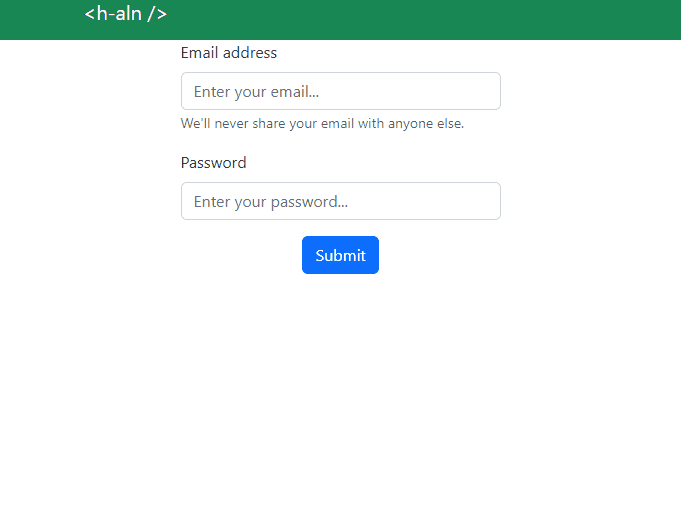 <h-aln />
Email address
Enter your email...
We'll never share your email with anyone else.
Password
Enter your password...
Submit